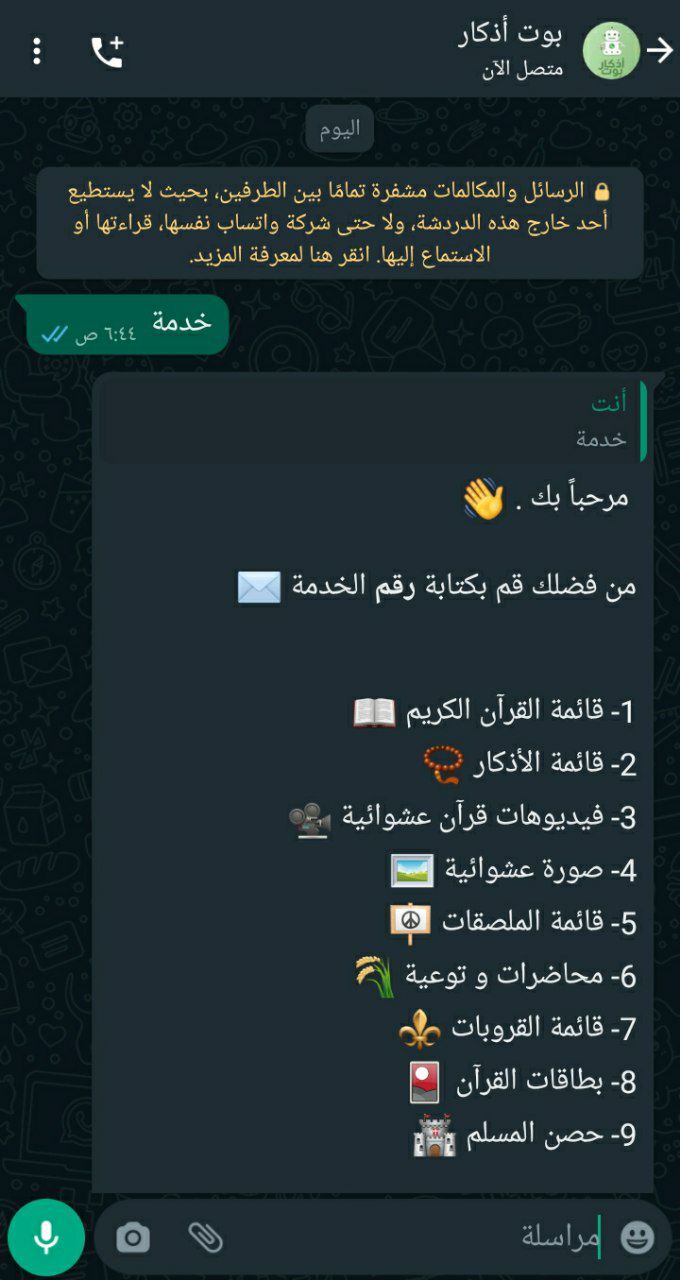 بوت أذكار
متصل الآن
أذكار
بوت
اليوم
🔒 الرسائل والمكالمات مشفرة تمامًا بين الطرفين، بحيث لا يستطيع
أحد خارج هذه الدردشة، ولا حتى شركة واتساب نفسها، قراءتها أو
الاستماع إليها. انقر هنا لمعرفة المزيد.
خدمة
٦:٤٤ ص
أنت
خدمة
مرحباً بك . 👋
من فضلك قم بكتابة رقم الخدمة ✉️
1- قائمة القرآن الكريم 📖
2- قائمة الأذكار 📿
3- فيديوهات قرآن عشوائية 🎥
4- صورة عشوائية 🖼️
5- قائمة الملصقات 🪧
6- محاضرات و توعية 🌾
7- قائمة القروبات ⚜️
8- بطاقات القرآن 🎴
9- حصن المسلم 🏰
مراسلة